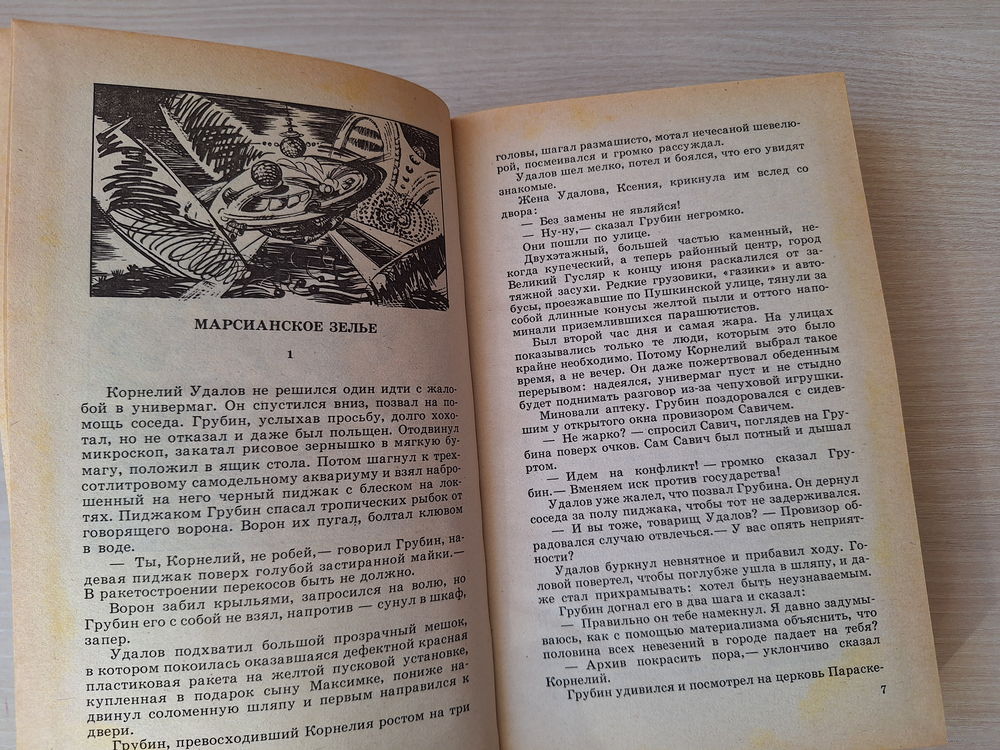 МАРСИАНСКОЕ ЗЕЛЬЕ
1
Корнелий Удалов не решился один идти с жало-
бой в универмаг. Он спустился вниз, позвал на по-
мощь соседа. Грубин, услыхав просьбу, долго хохо-
тал, но не отказал и даже был польщен. Отодвинул
микроскоп, закатал рисовое зернышко в мягкую бу-
магу, положил в ящик стола. Потом шагнул к трех-
сотлитровому самодельному аквариуму и взял набро-
шенный на него черный пиджак с блеском на лок-
тях. Пиджаком Грубин спасал тропических рыбок от
говорящего ворона. Ворон их пугал, болтал клювом
в воде.
— Ты, Корнелий, не робей,— говорил Грубин, на-
девая пиджак поверх голубой застиранной майки.—
В ракетостроении перекосов быть не должно.
Ворон забил крыльями, запросился на волю, но
Грубин его с собой не взял, напротив — сунул в шкаф,
запер.
Удалов подхватил большой прозрачный мешок,
в котором покоилась оказавшаяся дефектной красная
пластиковая ракета на желтой пусковой установке,
купленная в подарок сыну Максимке, пониже на-
двинул соломенную шляпу и первым направился к
двери.
Грубин, превосходивший Корнелия ростом на три
головы, шагал размашисто, мотал нечесаной шевелю-
рой, посмеивался и громко рассуждал.
Удалов шел мелко, потел и боялся, что его увидят
знакомые.
Жена Удалова, Ксения, крикнула им вслед со
двора:
— Без замены не являйся!
— Ну-ну,— сказал Грубин негромко.
Они пошли по улице.
Двухэтажный, большей частью каменный, не-
когда купеческий, а теперь районный центр, город
Великий Гусляр к концу июня раскалился от за-
тяжной засухи. Редкие грузовики, «газики» и авто-
бусы, проезжавшие по Пушкинской улице, тянули за
собой длинные конусы желтой пыли и оттого напо-
минали приземлившихся парашютистов.
Был второй час дня и самая жара. На улицах
показывались только те люди, которым это было
крайне необходимо. Потому Корнелий выбрал такое
время, а не вечер. Он даже пожертвовал обеденным
перерывом: надеялся, универмаг пуст и не стыдно
будет поднимать разговор из-за чепуховой игрушки.
Миновали аптеку. Грубин поздоровался с сидев-
шим у открытого окна провизором Савичем.
— Не жарко? — спросил Савич, поглядев на Гру-
бина поверх очков. Сам Савич был потный и дышал
ртом.
— Идем на конфликт! — громко сказал Гру-
бин.— Вменяем иск против государства!
Удалов уже жалел, что позвал Грубина. Он дернул
соседа за полу пиджака, чтобы тот не задерживался.
— И вы тоже, товарищ Удалов? — Провизор об-
радовался случаю отвлечься.— У вас опять неприят-
ности?
Удалов буркнул невнятное и прибавил ходу. Го-
ловой повертел, чтобы поглубже ушла в шляпу, и да-
же стал прихрамывать: хотел быть неузнаваемым.
Грубин догнал его в два шага и сказал:
— Правильно он тебе намекнул. Я давно задумы-
ваюсь, как с помощью материализма объяснить, что
половина всех невезений в городе падает на тебя?
— Архив покрасить пора,— уклончиво сказал
Корнелий.
Грубин удивился и посмотрел на церковь Параске-
7